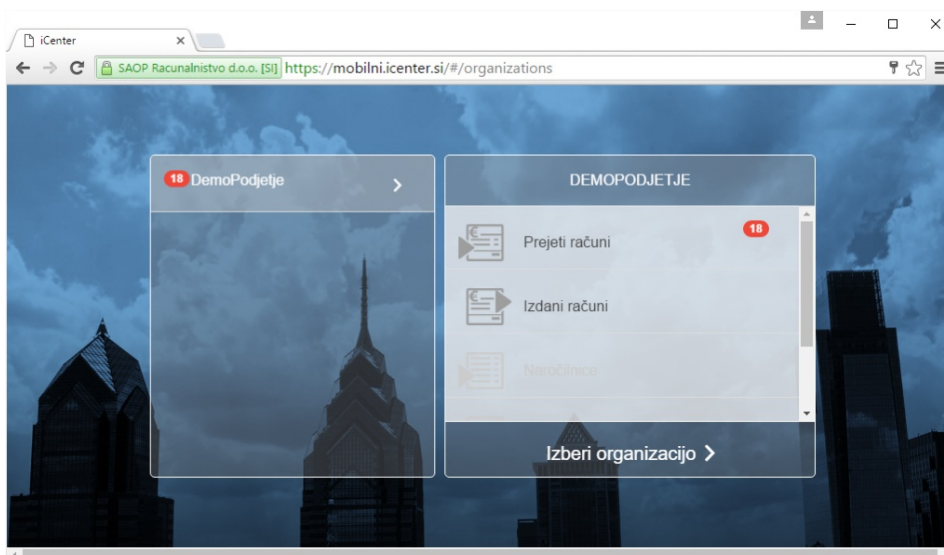 iCenter
SAOP Racunalnistvo d.o.o. [SI] https://mobilni.icenter.si/#/organizations
18 DemoPodjetje
DEMOPODJETJE
Prejeti računi 18
Izdani računi
Naročilnice
Izberi organizacijo